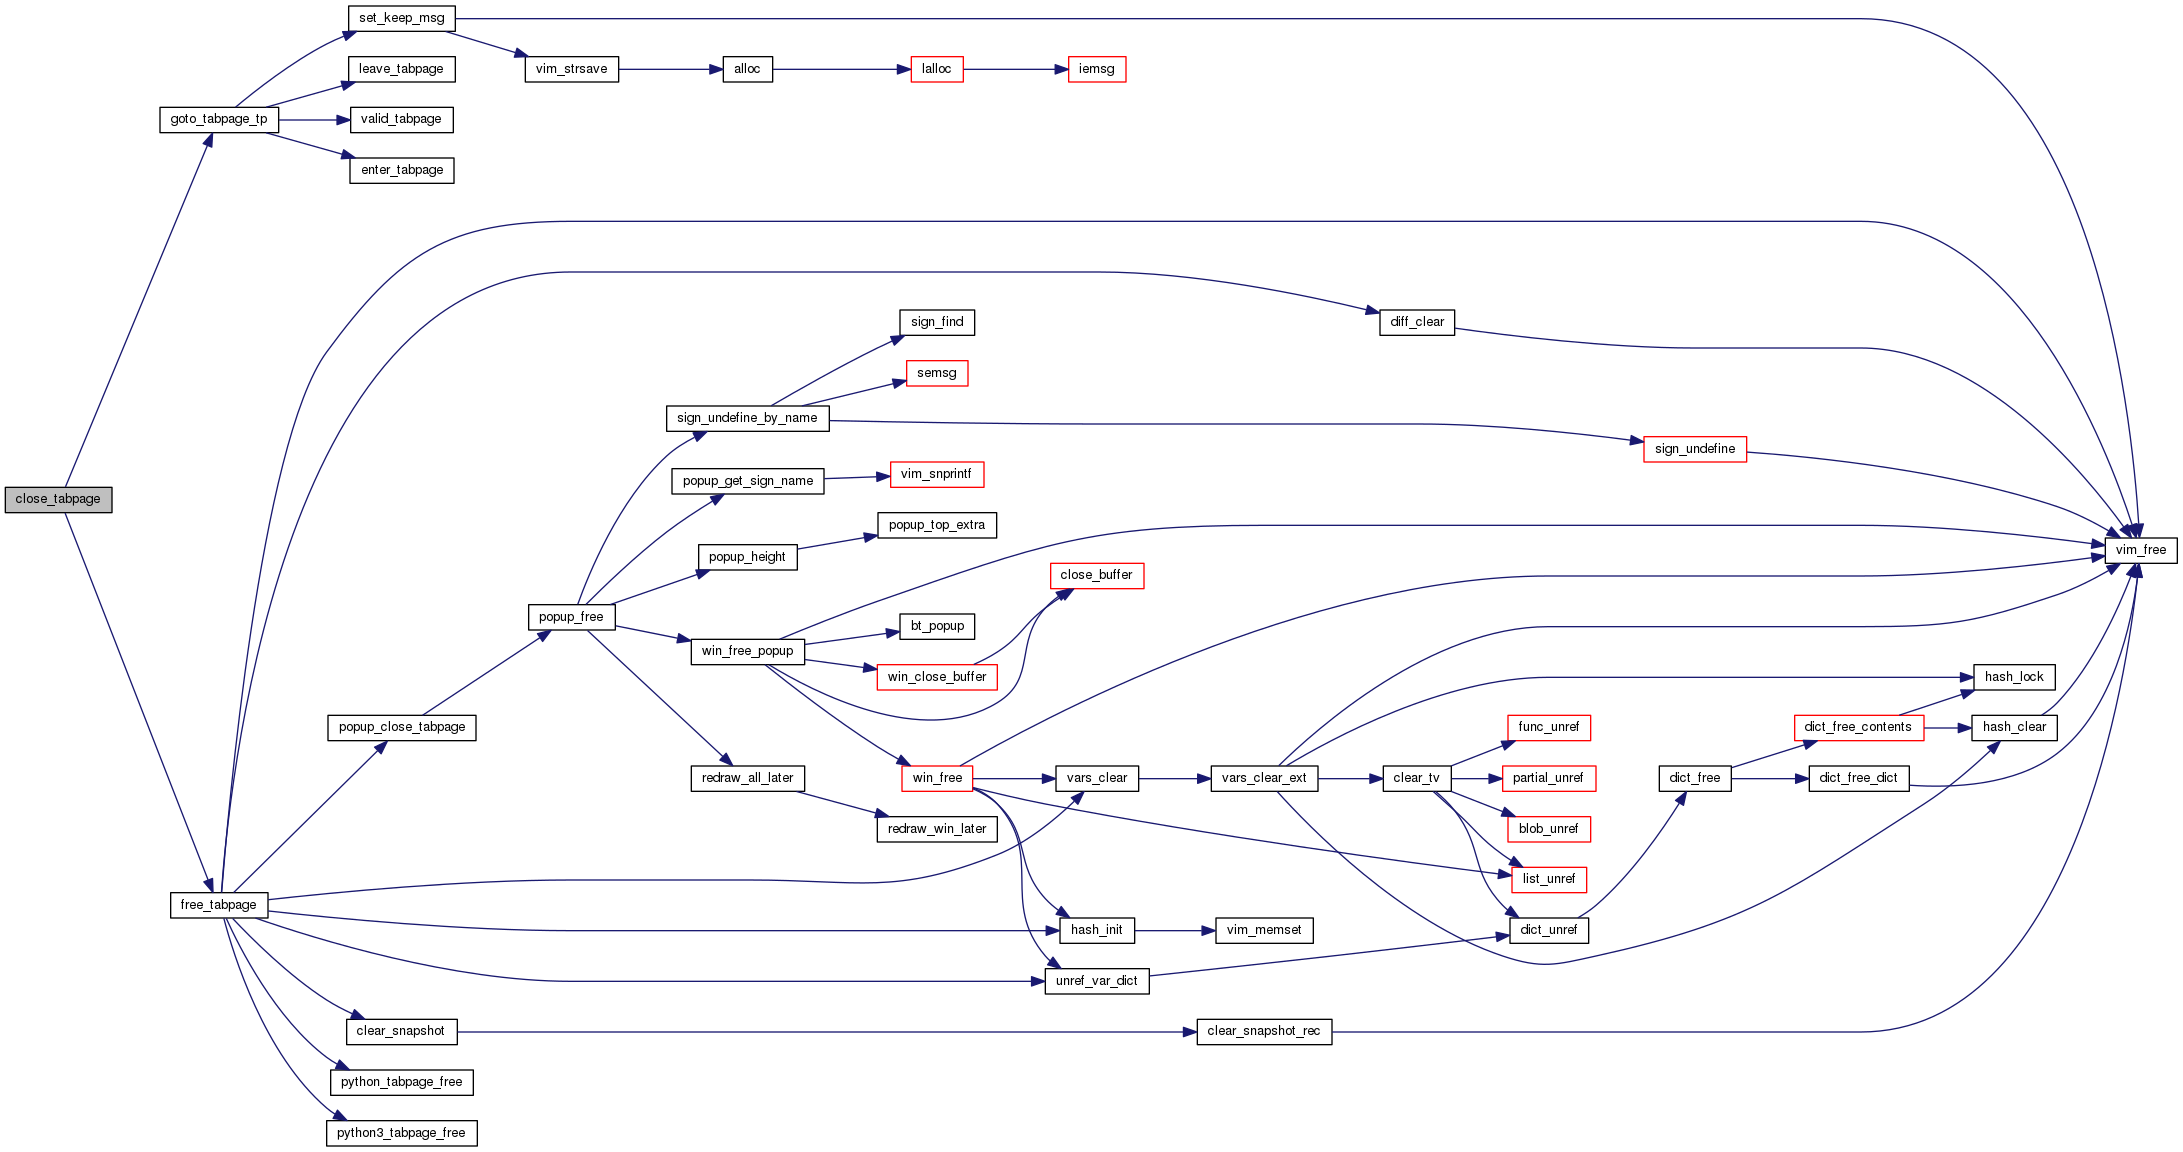 close_tabpage
goto_tabpage_tp
set_keep_msg
leave_tabpage
valid_tabpage
enter_tabpage
vim_strsave
alloc
lalloc
iemsg
free_tabpage
popup_close_tabpage
popup_free
sign_undefine_by_name
sign_find
semsg
sign_undefine
popup_get_sign_name
vim_snprintf
popup_height
popup_top_extra
win_free_popup
bt_popup
win_close_buffer
close_buffer
win_free
redraw_all_later
redraw_win_later
diff_clear
vars_clear
vars_clear_ext
clear_tv
func_unref
partial_unref
blob_unref
list_unref
dict_unref
dict_free
dict_free_contents
dict_free_dict
hash_lock
hash_clear
vim_free
hash_init
vim_memset
unref_var_dict
clear_snapshot
clear_snapshot_rec
python_tabpage_free
python3_tabpage_free